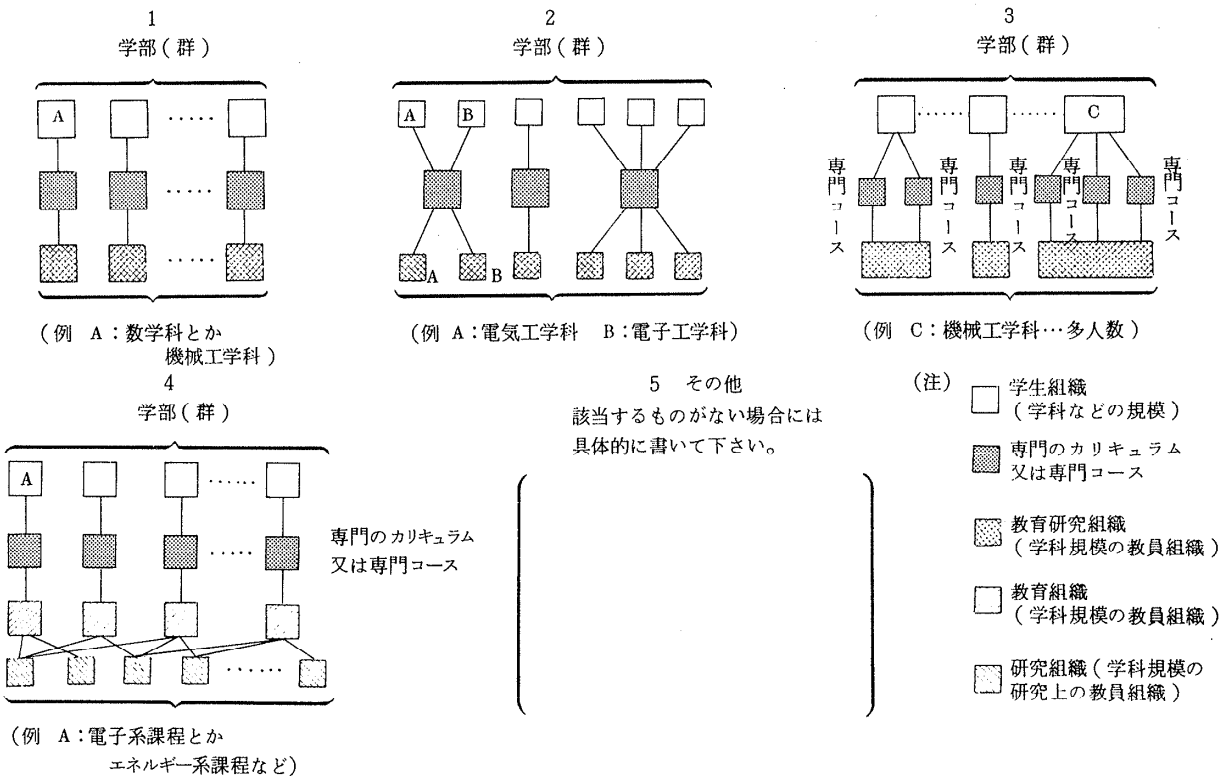 1
学部(群)
A
(例 A:数学科とか
機械工学科)
2
学部(群)
A B
A B
(例 A:電気工学科 B:電子工学科)
3
学部(群)
C
専門コース
専門コース
専門コース
専門コース
専門コース
(例 C:機械工学科…多人数)
4
学部(群)
A
専門のカリキュラム
又は専門コース
(例 A:電子系課程とか
エネルギー系課程など)
5 その他
該当するものがない場合には
具体的に書いて下さい。
(注)
学生組織
(学科などの規模)
専門のカリキュラム
又は専門コース
教育研究組織
(学科規模の教員組織)
教育組織
(学科規模の教員組織)
研究組織(学科規模の
研究上の教員組織)